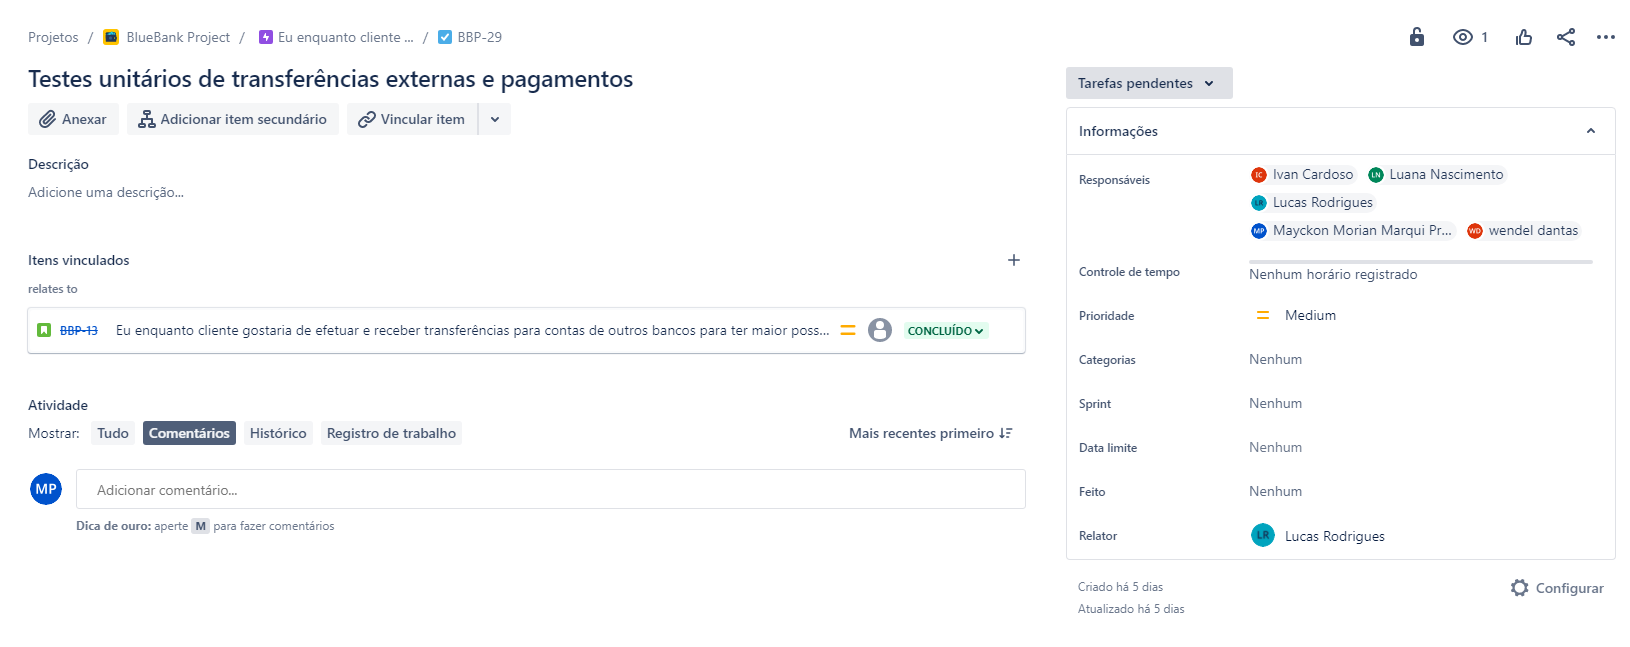 Projetos / BlueBank Project / Eu enquanto cliente ... / BBP-29
1
Testes unitários de transferências externas e pagamentos
Anexar Adicionar item secundário Vincular item
Descrição
Adicione uma descrição...
Itens vinculados
relates to
BBP-13 Eu enquanto cliente gostaria de efetuar e receber transferências para contas de outros bancos para ter maior poss... CONCLUÍDO
Atividade
Mostrar: Tudo Comentários Histórico Registro de trabalho Mais recentes primeiro
MP Adicionar comentário...
Dica de ouro: aperte M para fazer comentários
Tarefas pendentes
Informações
Responsáveis
IC Ivan Cardoso LN Luana Nascimento
LR Lucas Rodrigues
MP Mayckon Morian Marqui Pr... WD wendel dantas
Controle de tempo Nenhum horário registrado
Prioridade Medium
Categorias Nenhum
Sprint Nenhum
Data limite Nenhum
Feito Nenhum
Relator LR Lucas Rodrigues
Criado há 5 dias Configurar
Atualizado há 5 dias